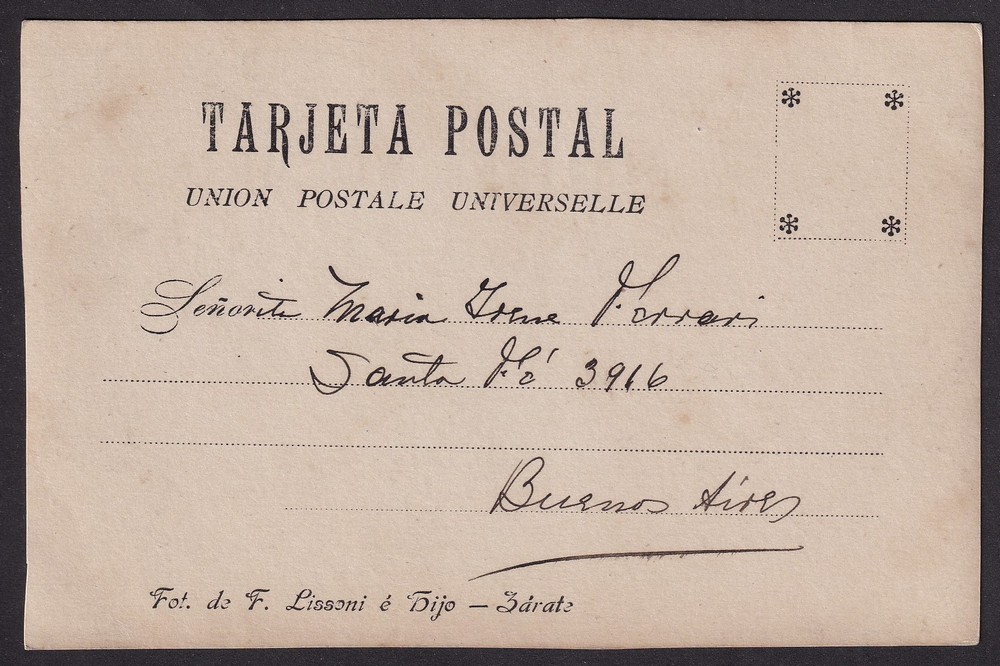 TARJETA POSTAL
UNION POSTALE UNIVERSELLE
Señorita Maria Irene Ferrari
Santa Fé 3916
Buenos Aires
Fot. de F. Lissoni é Hijo — Zárate